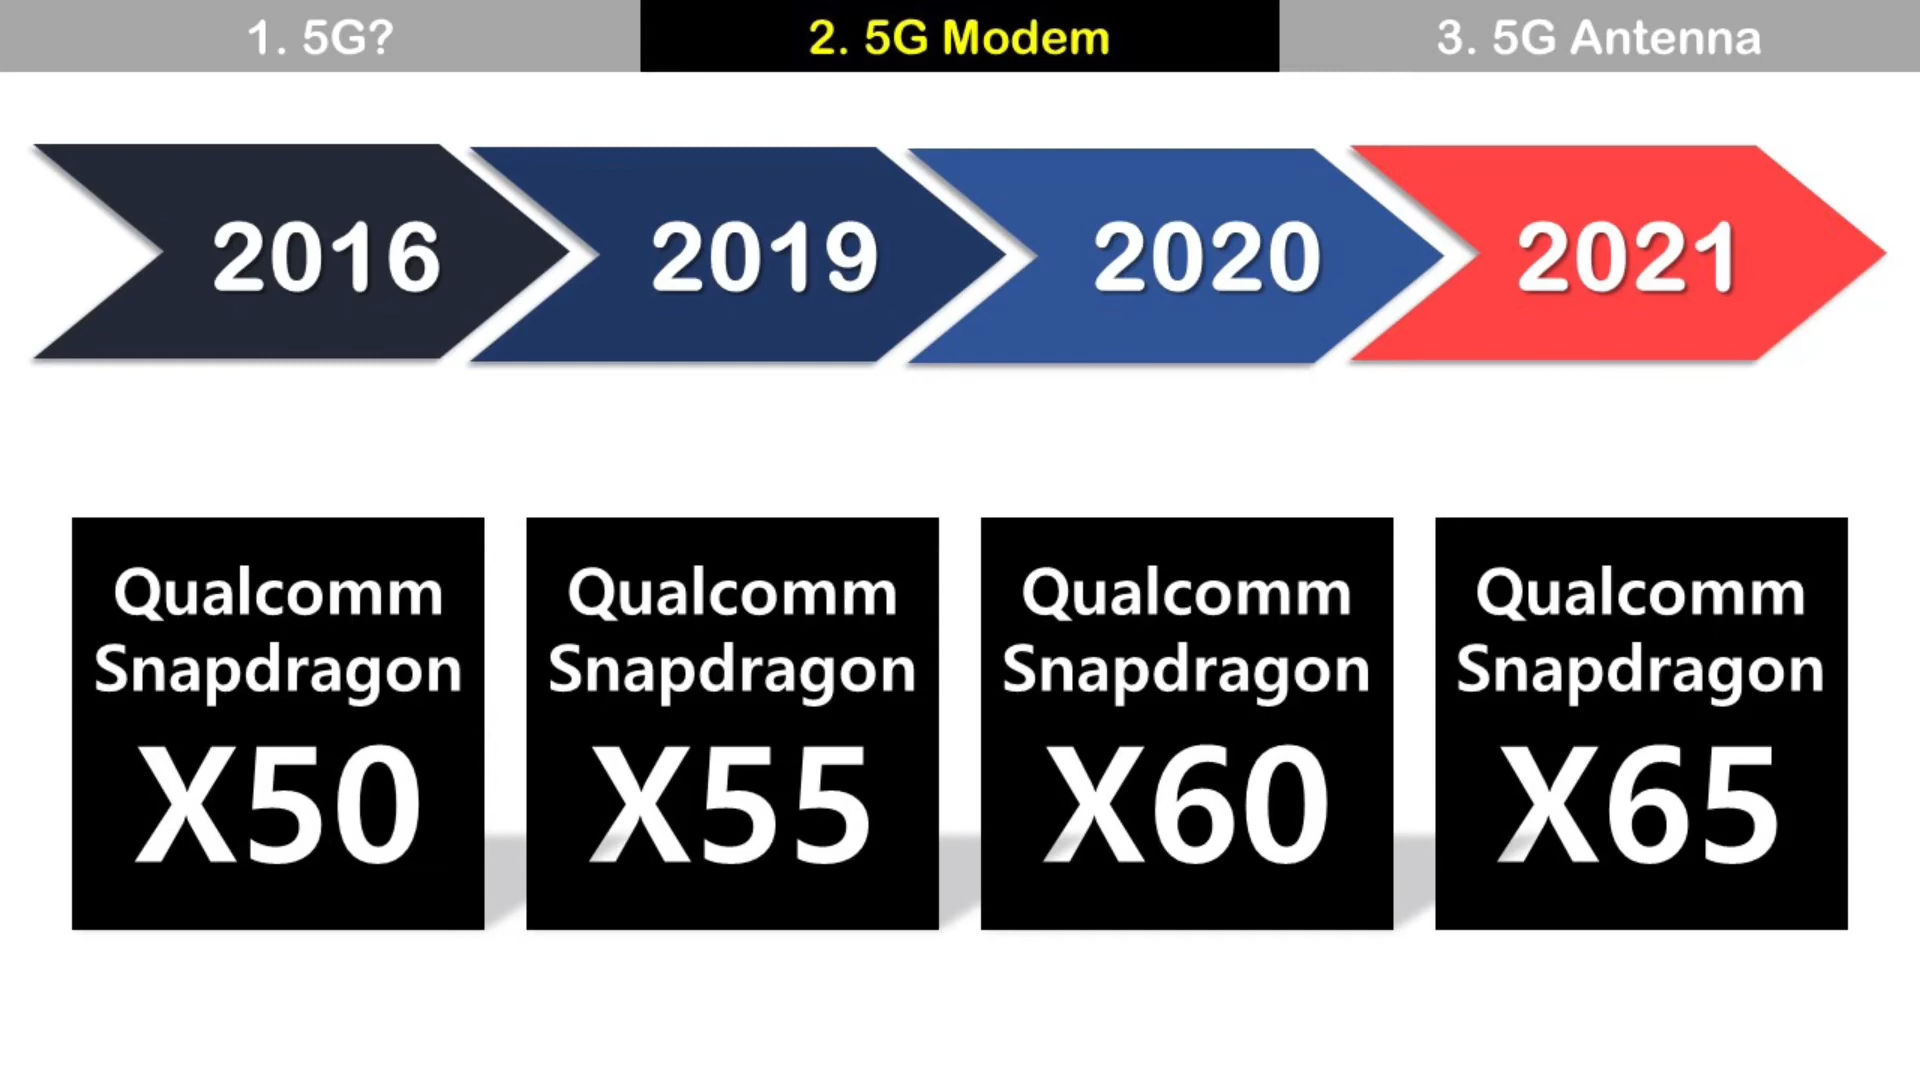 1. 5G?
2. 5G Modem
3. 5G Antenna
2016
2019
2020
2021
Qualcomm
Snapdragon
X50
Qualcomm
Snapdragon
X55
Qualcomm
Snapdragon
X60
Qualcomm
Snapdragon
X65